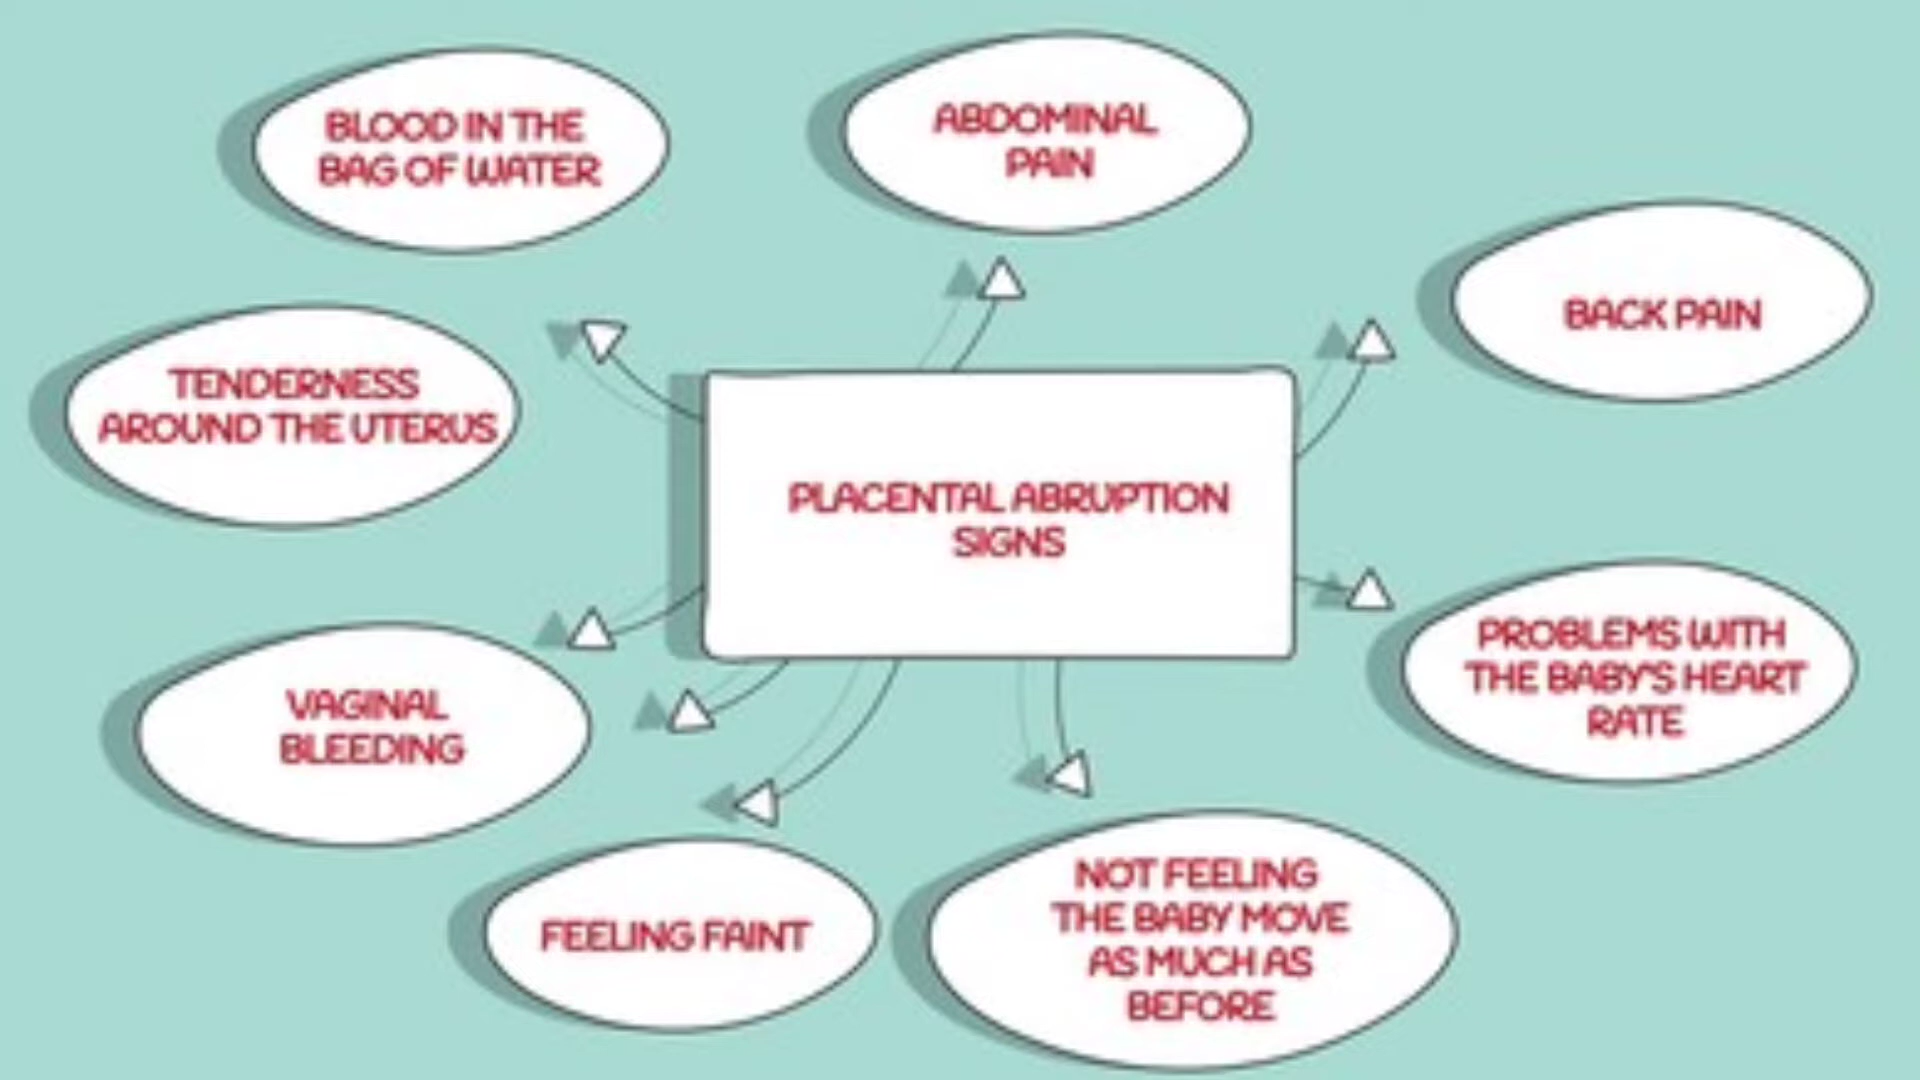 BLOOD IN THE
BAG OF WATER
ABDOMINAL
PAIN
BACK PAIN
TENDERNESS
AROUND THE UTERUS
PLACENTAL ABRUPTION
SIGNS
PROBLEMS WITH
THE BABY'S HEART
RATE
VAGINAL
BLEEDING
FEELING FAINT
NOT FEELING
THE BABY MOVE
AS MUCH AS
BEFORE